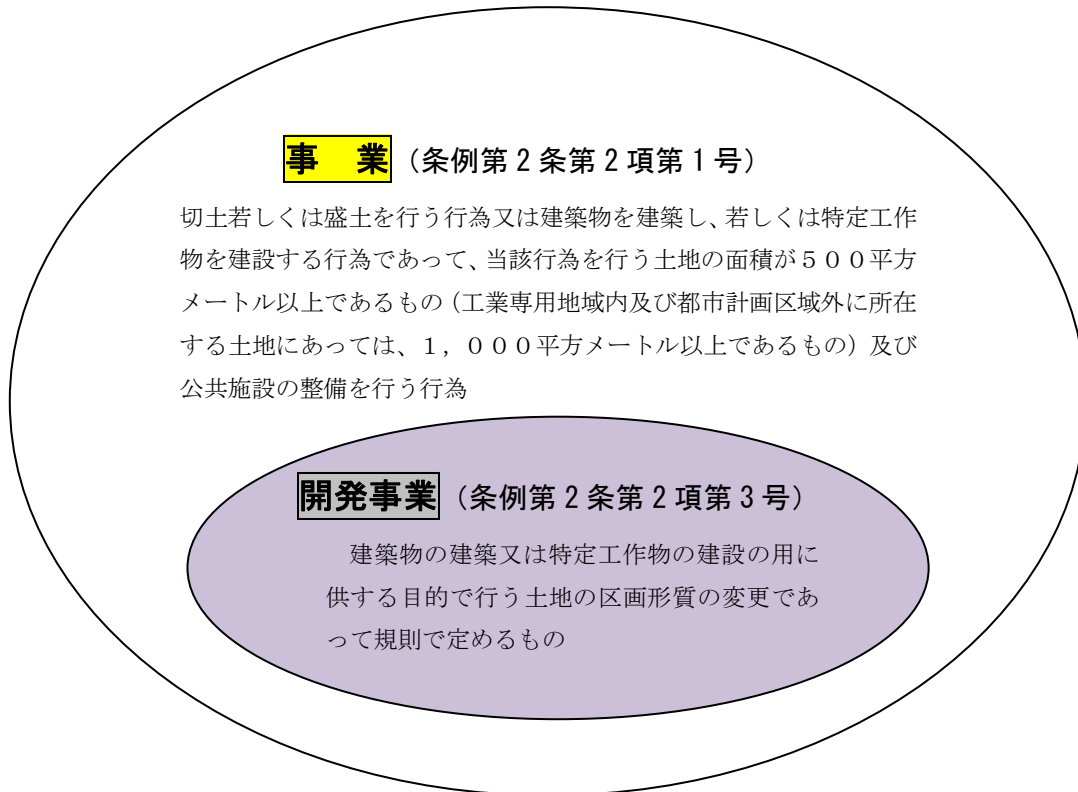 事　業（条例第２条第２項第１号）
切土若しくは盛土を行う行為又は建築物を建築し、若しくは特定工作
物を建設する行為であって、当該行為を行う土地の面積が５００平方
メートル以上であるもの（工業専用地域内及び都市計画区域外に所在
する土地にあっては、１，０００平方メートル以上であるもの）及び
公共施設の整備を行う行為
開発事業（条例第２条第２項第３号）
建築物の建築又は特定工作物の建設の用に
供する目的で行う土地の区画形質の変更であ
って規則で定めるもの